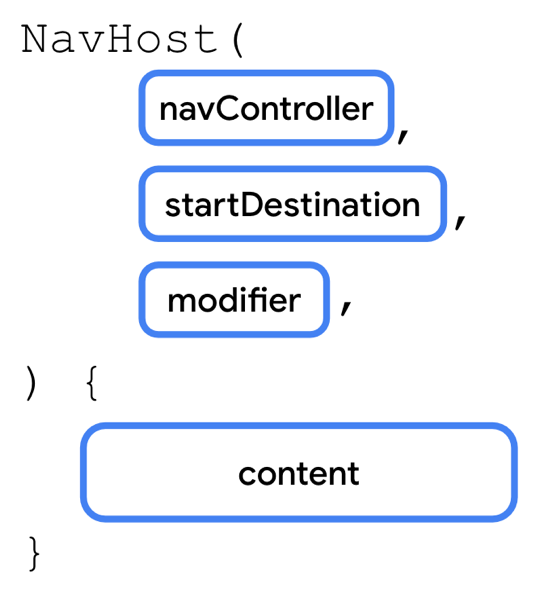 NavHost(
navController,
startDestination,
modifier,
) {
content
}